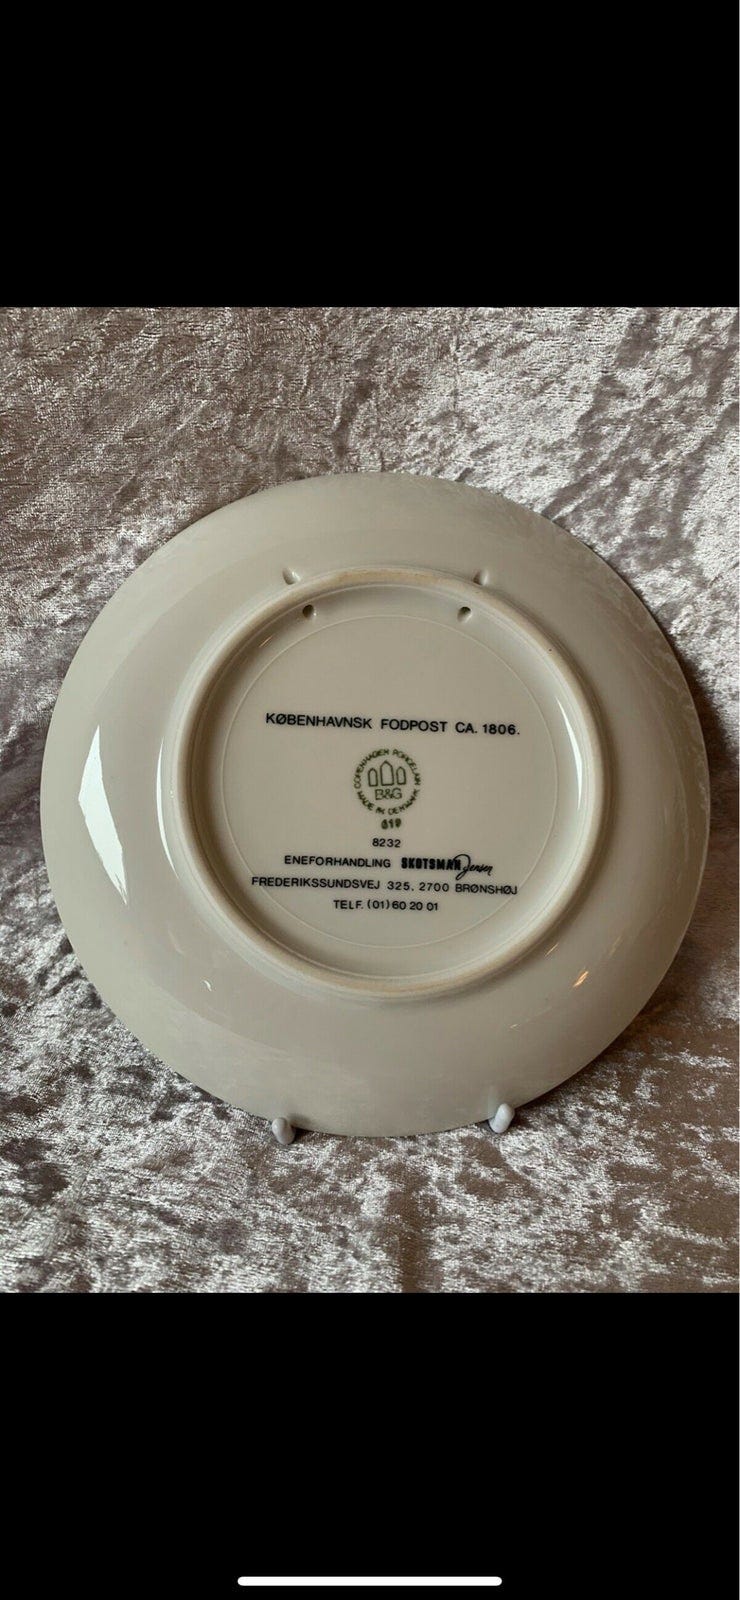 KØBENHAVNSK FODPOST CA. 1806.
COPENHAGEN PORCELAIN
B&G
MADE IN DENMARK
619
8232
ENEFORHANDLING SKOTSMAN Jensen
FREDERIKSSUNDSVEJ 325. 2700 BRØNSHØJ
TELF. (01) 60 20 01